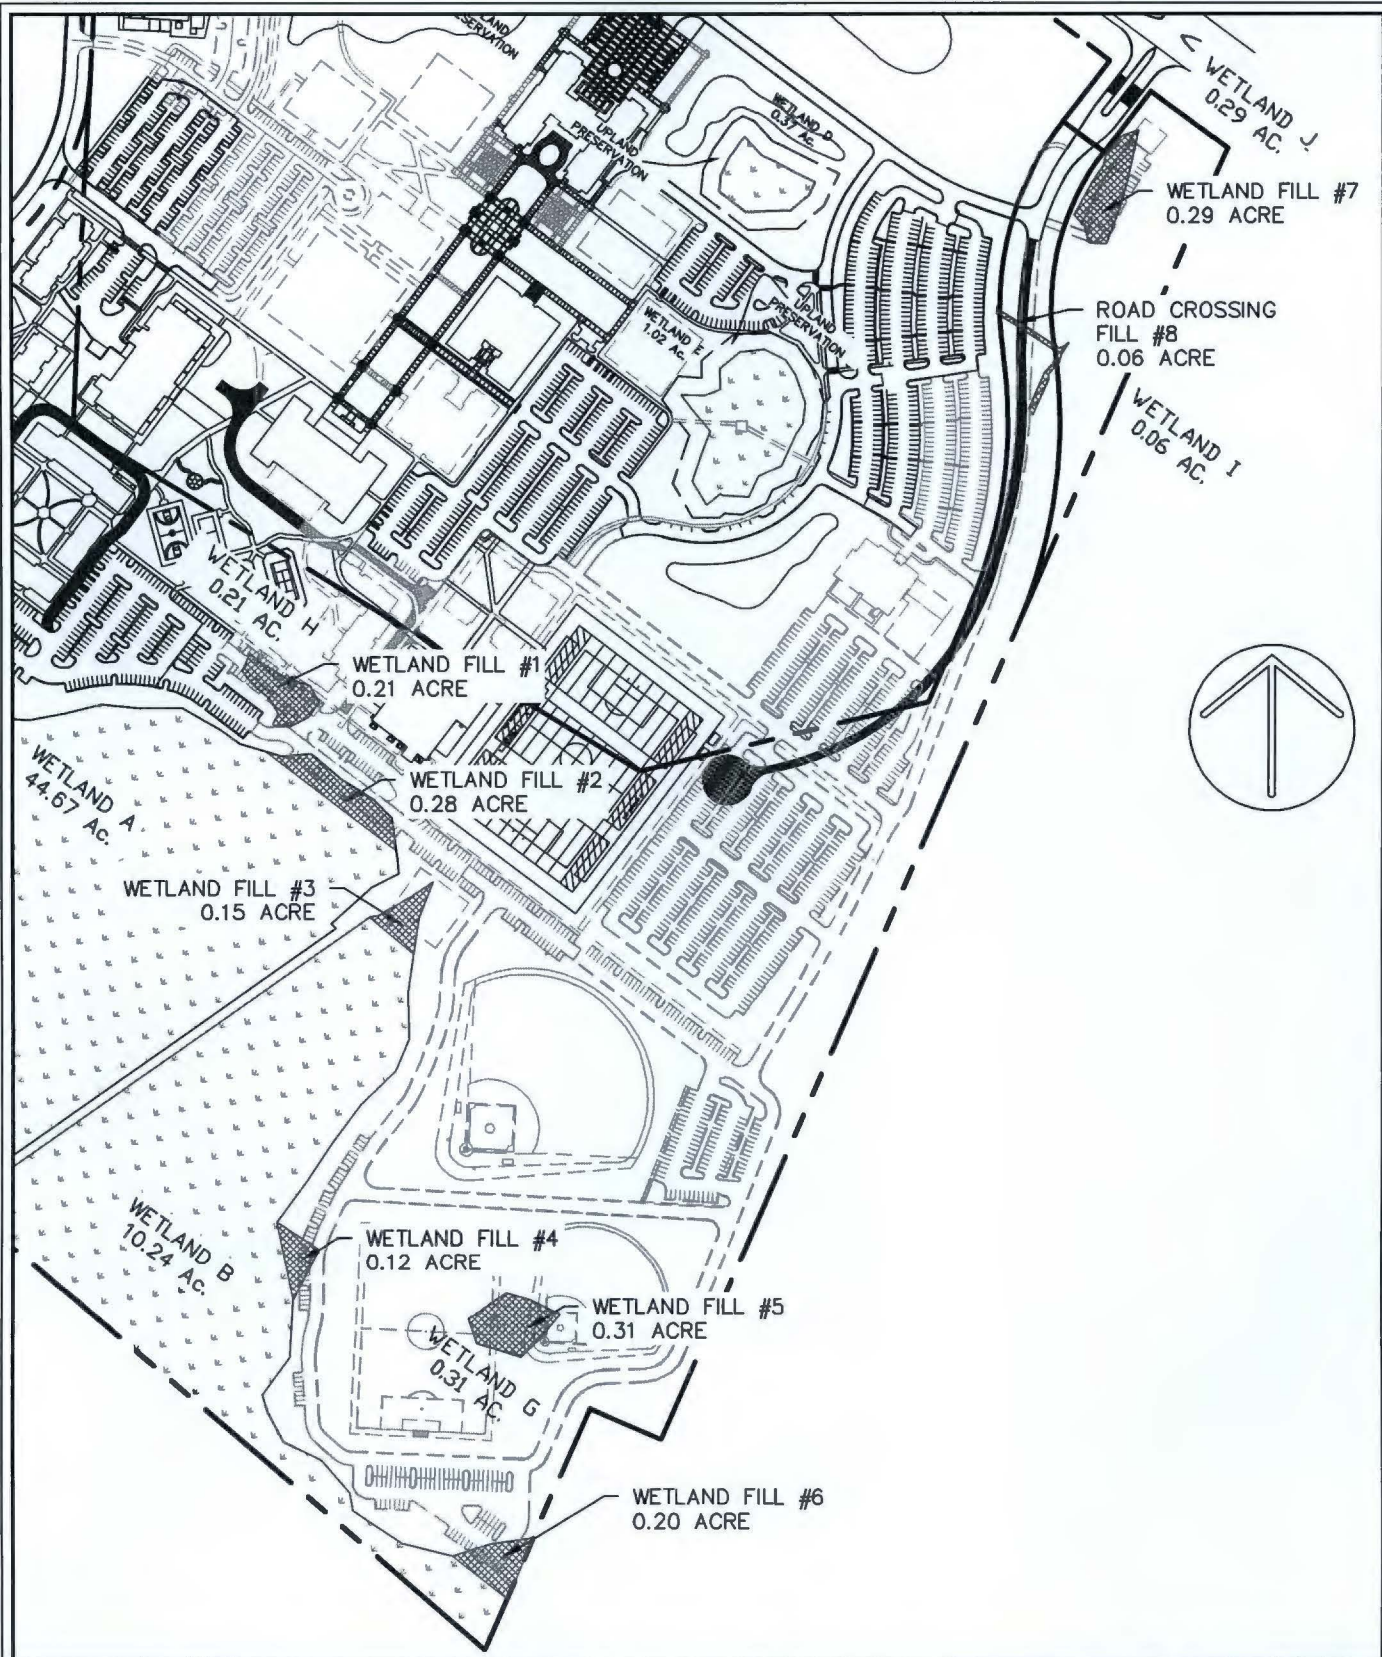 UPLAND
PRESERVATION
WETLAND D
0.37 Ac.
UPLAND
PRESERVATION
WETLAND J
0.29 AC.
WETLAND FILL #7
0.29 ACRE
ROAD CROSSING
FILL #8
0.06 ACRE
WETLAND E
1.02 Ac.
UPLAND
PRESERVATION
WETLAND I
0.06 AC.
WETLAND H
0.21 AC.
WETLAND FILL #1
0.21 ACRE
WETLAND A
44.67 Ac.
WETLAND FILL #2
0.28 ACRE
WETLAND FILL #3
0.15 ACRE
WETLAND B
10.24 Ac.
WETLAND FILL #4
0.12 ACRE
WETLAND FILL #5
0.31 ACRE
WETLAND G
0.31 AC.
WETLAND FILL #6
0.20 ACRE